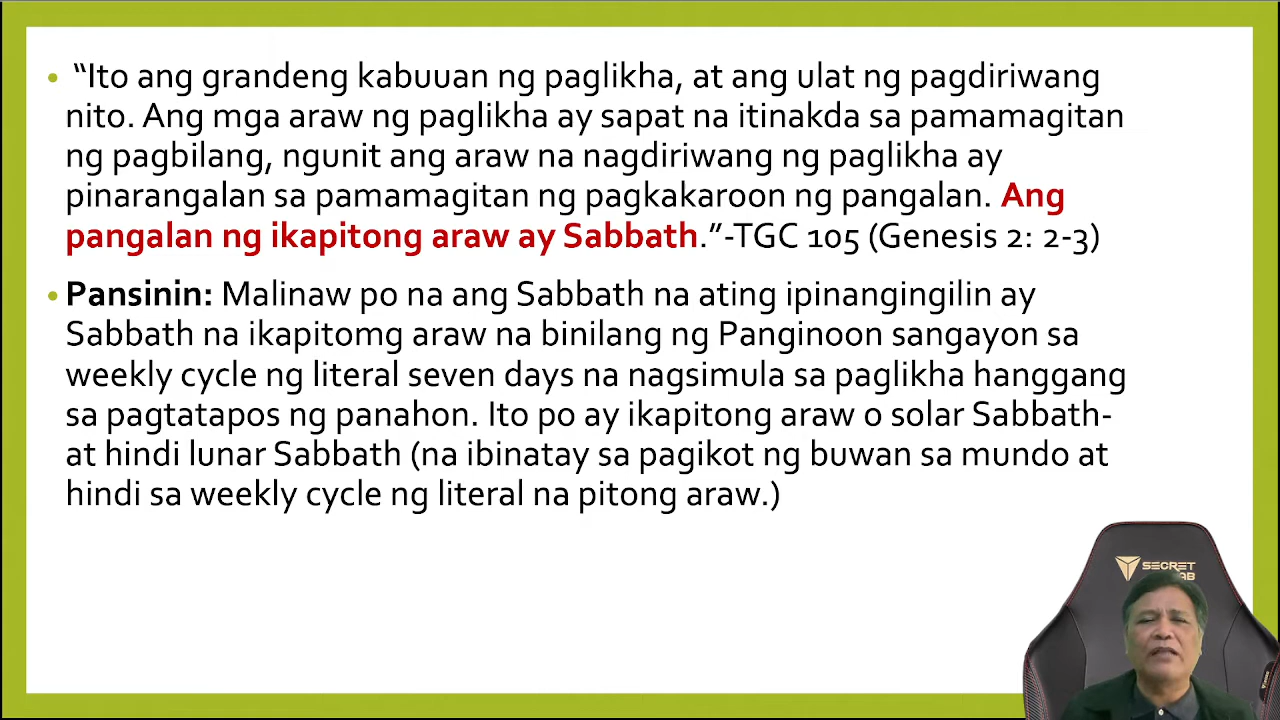 • “Ito ang grandeng kabuuan ng paglikha, at ang ulat ng pagdiriwang
nito. Ang mga araw ng paglikha ay sapat na itinakda sa pamamagitan
ng pagbilang, ngunit ang araw na nagdiriwang ng paglikha ay
pinarangalan sa pamamagitan ng pagkakaroon ng pangalan. Ang
pangalan ng ikapitong araw ay Sabbath.”-TGC 105 (Genesis 2: 2-3)
• Pansinin: Malinaw po na ang Sabbath na ating ipinangingilin ay
Sabbath na ikapitomg araw na binilang ng Panginoon sangayon sa
weekly cycle ng literal seven days na nagsimula sa paglikha hanggang
sa pagtatapos ng panahon. Ito po ay ikapitong araw o solar Sabbath-
at hindi lunar Sabbath (na ibinatay sa pagikot ng buwan sa mundo at
hindi sa weekly cycle ng literal na pitong araw.)
SECRET
AB